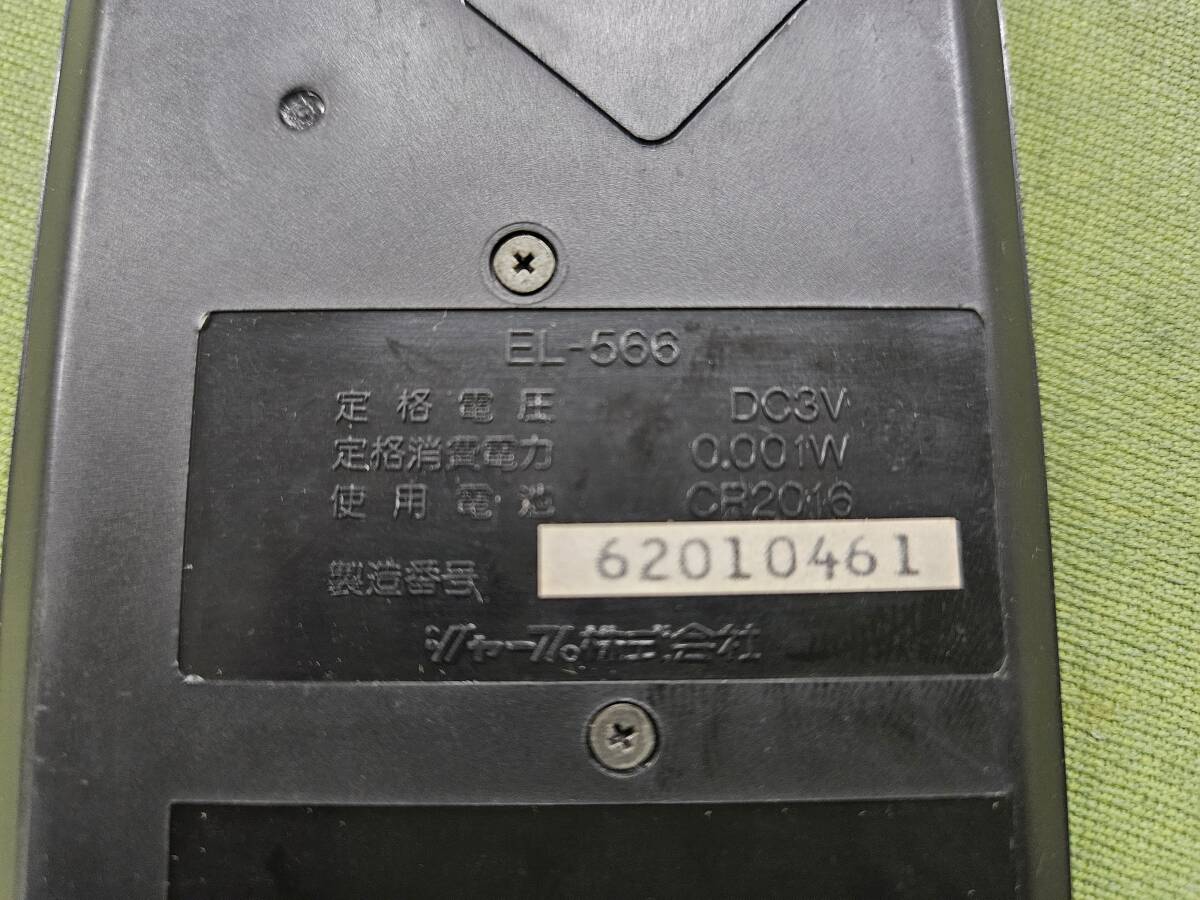 EL-566
定格電圧 DC3V
定格消費電力 0.001W
使用電池 CR2016
製造番号 62010461
シャープ株式会社